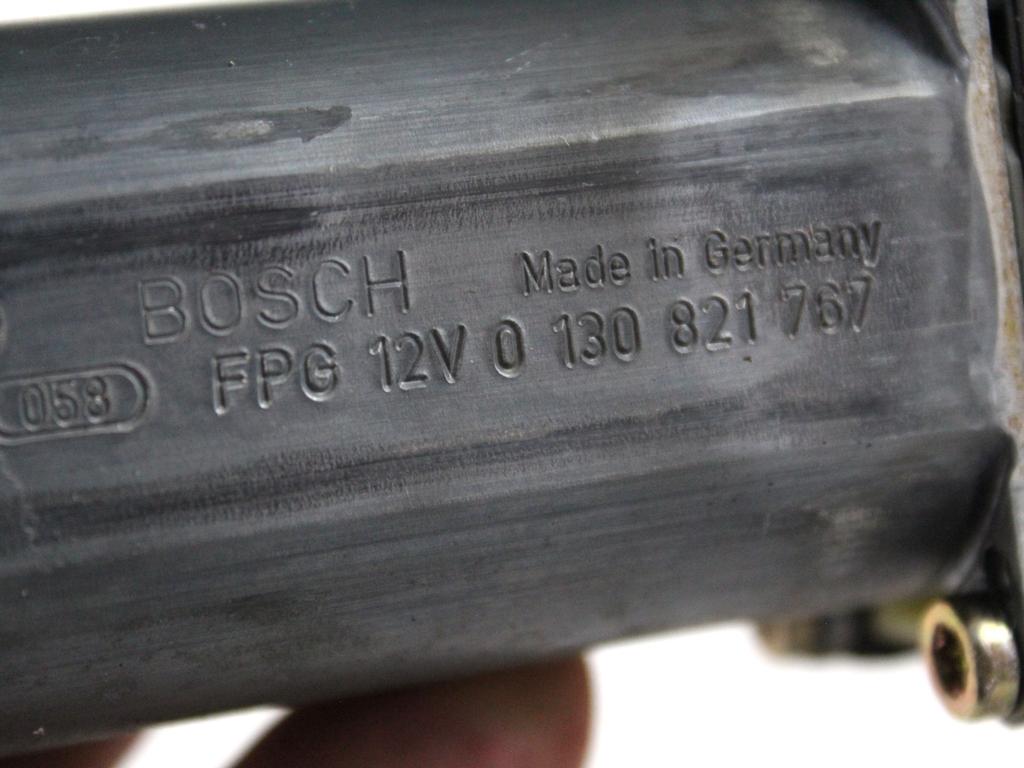 BOSCH Made in Germany
FPG 12V 0 130 821 767
058